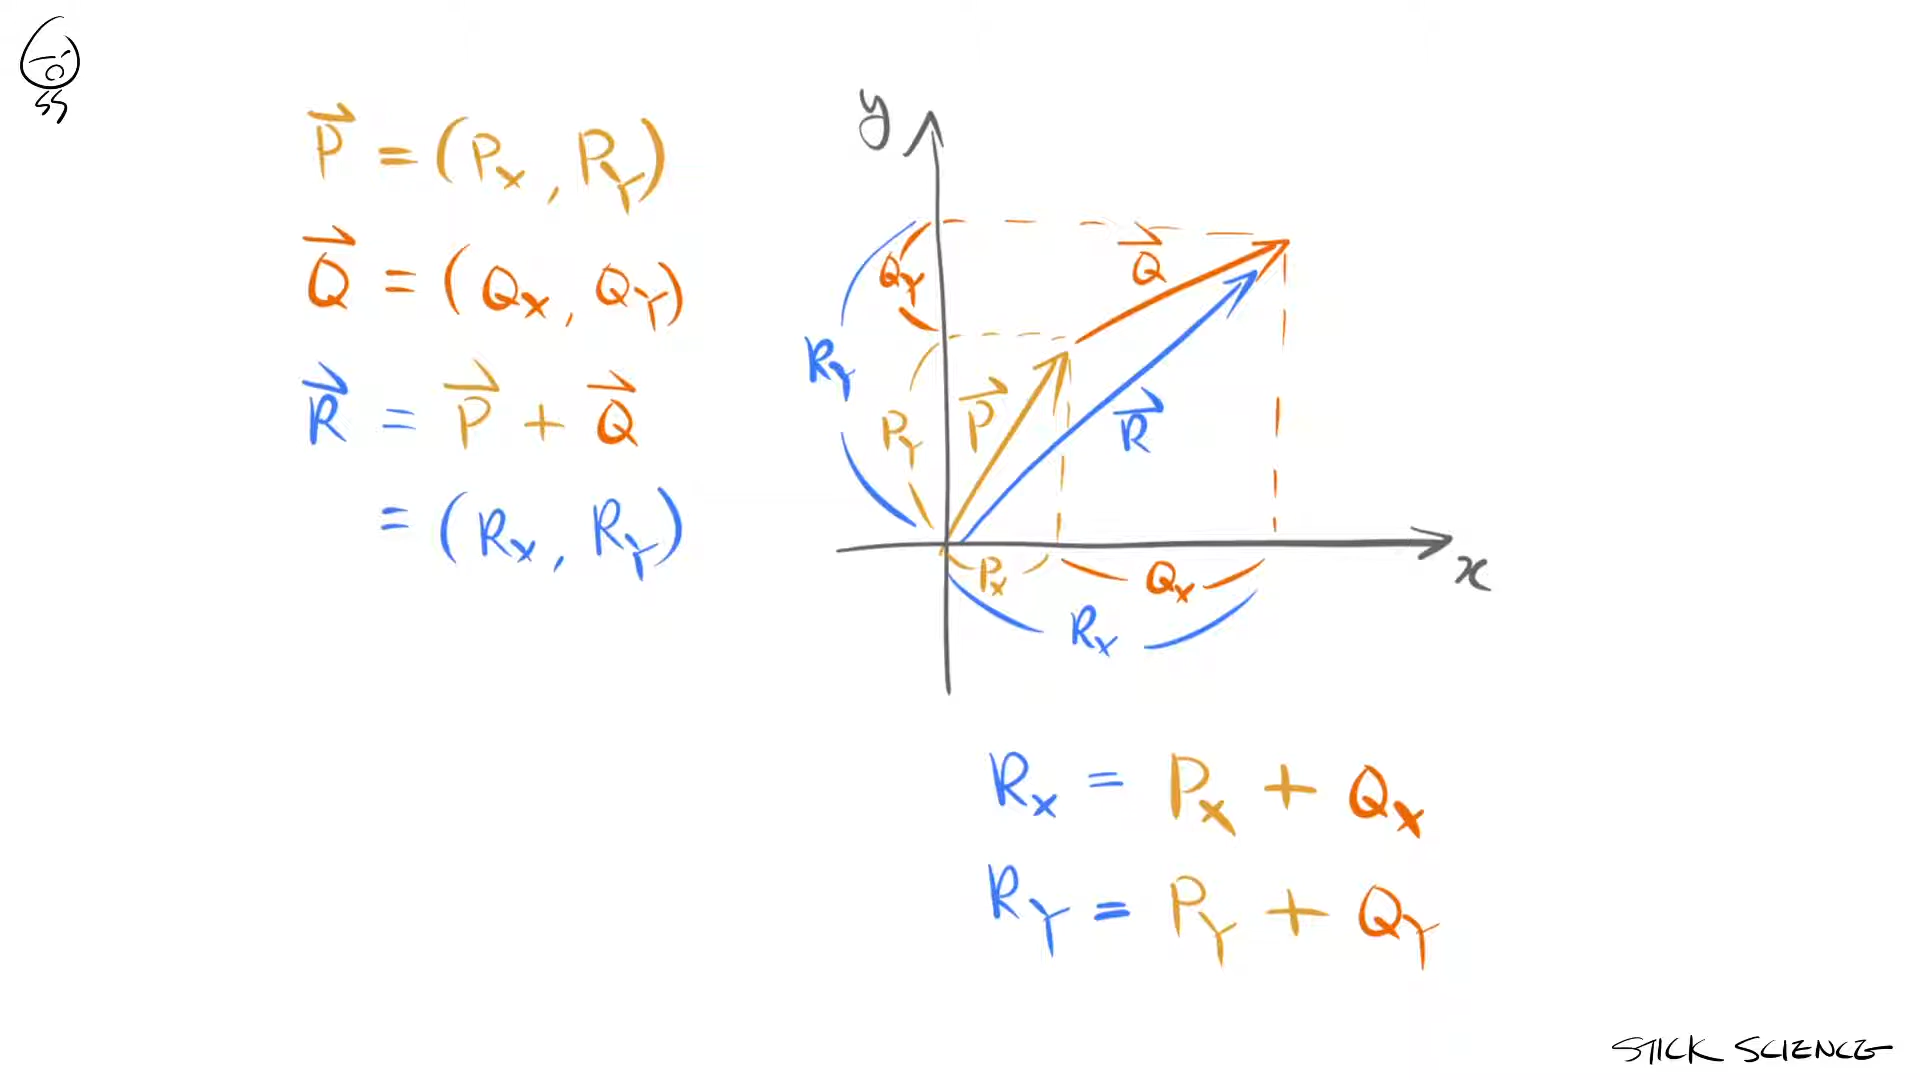 SS
P⃗ = (Px, PY)
Q⃗ = (Qx, QY)
R⃗ = P⃗ + Q⃗
= (Rx, RY)
y
QY
Q⃗
RY
PY
P⃗
R⃗
x
Px
Qx
Rx
Rx = Px + Qx
RY = PY + QY
STICK SCIENCE